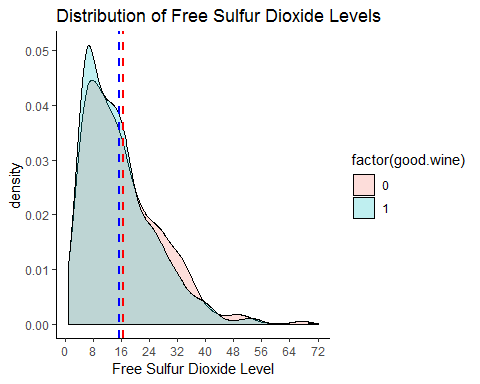 Distribution of Free Sulfur Dioxide Levels
density
0.05
0.04
0.03
0.02
0.01
0.00
0 8 16 24 32 40 48 56 64 72
Free Sulfur Dioxide Level
factor(good.wine)
0
1